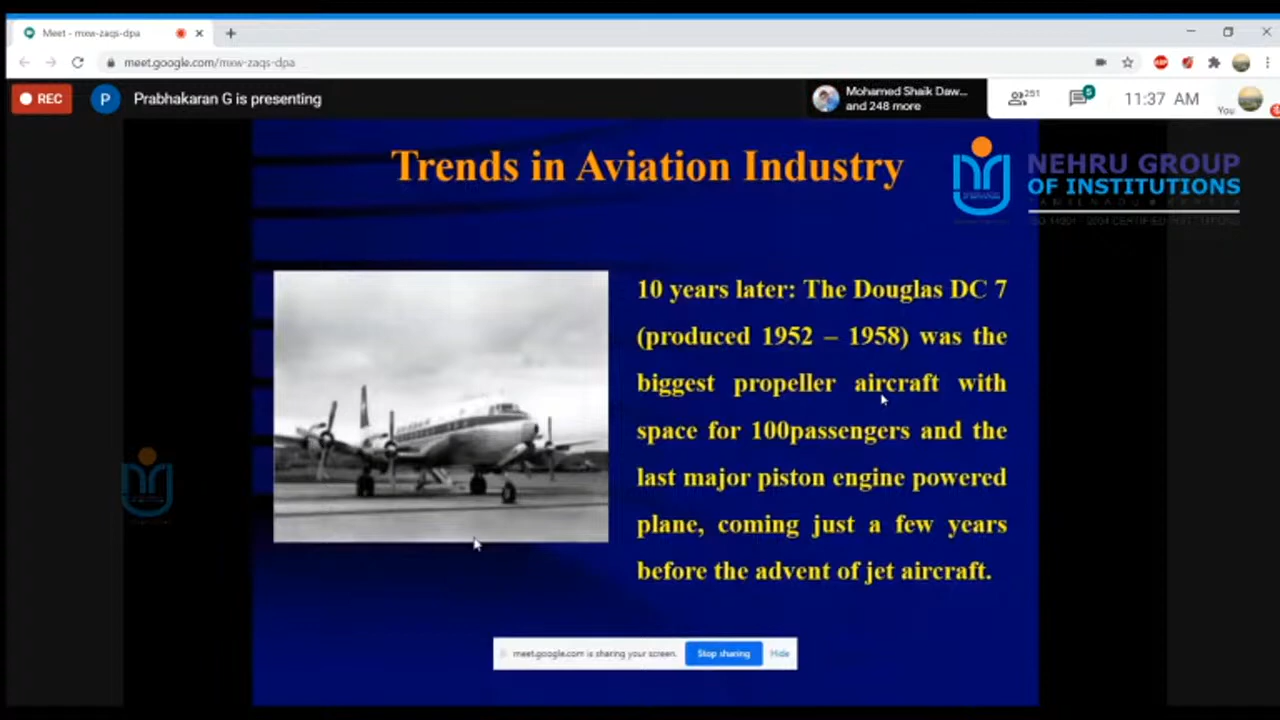 Meet - mxw-zaqs-dpa
meet.google.com/mxw-zaqs-dpa
ABP
REC
P
Prabhakaran G is presenting
Mohamed Shaik Daw...
and 248 more
251
5
11:37 AM
You
Trends in Aviation Industry
NEHRU GROUP
OF INSTITUTIONS
TAMILNADU KERALA
10 years later: The Douglas DC 7
(produced 1952 – 1958) was the
biggest propeller aircraft with
space for 100passengers and the
last major piston engine powered
plane, coming just a few years
before the advent of jet aircraft.
meet.google.com is sharing your screen.
Stop sharing
Hide